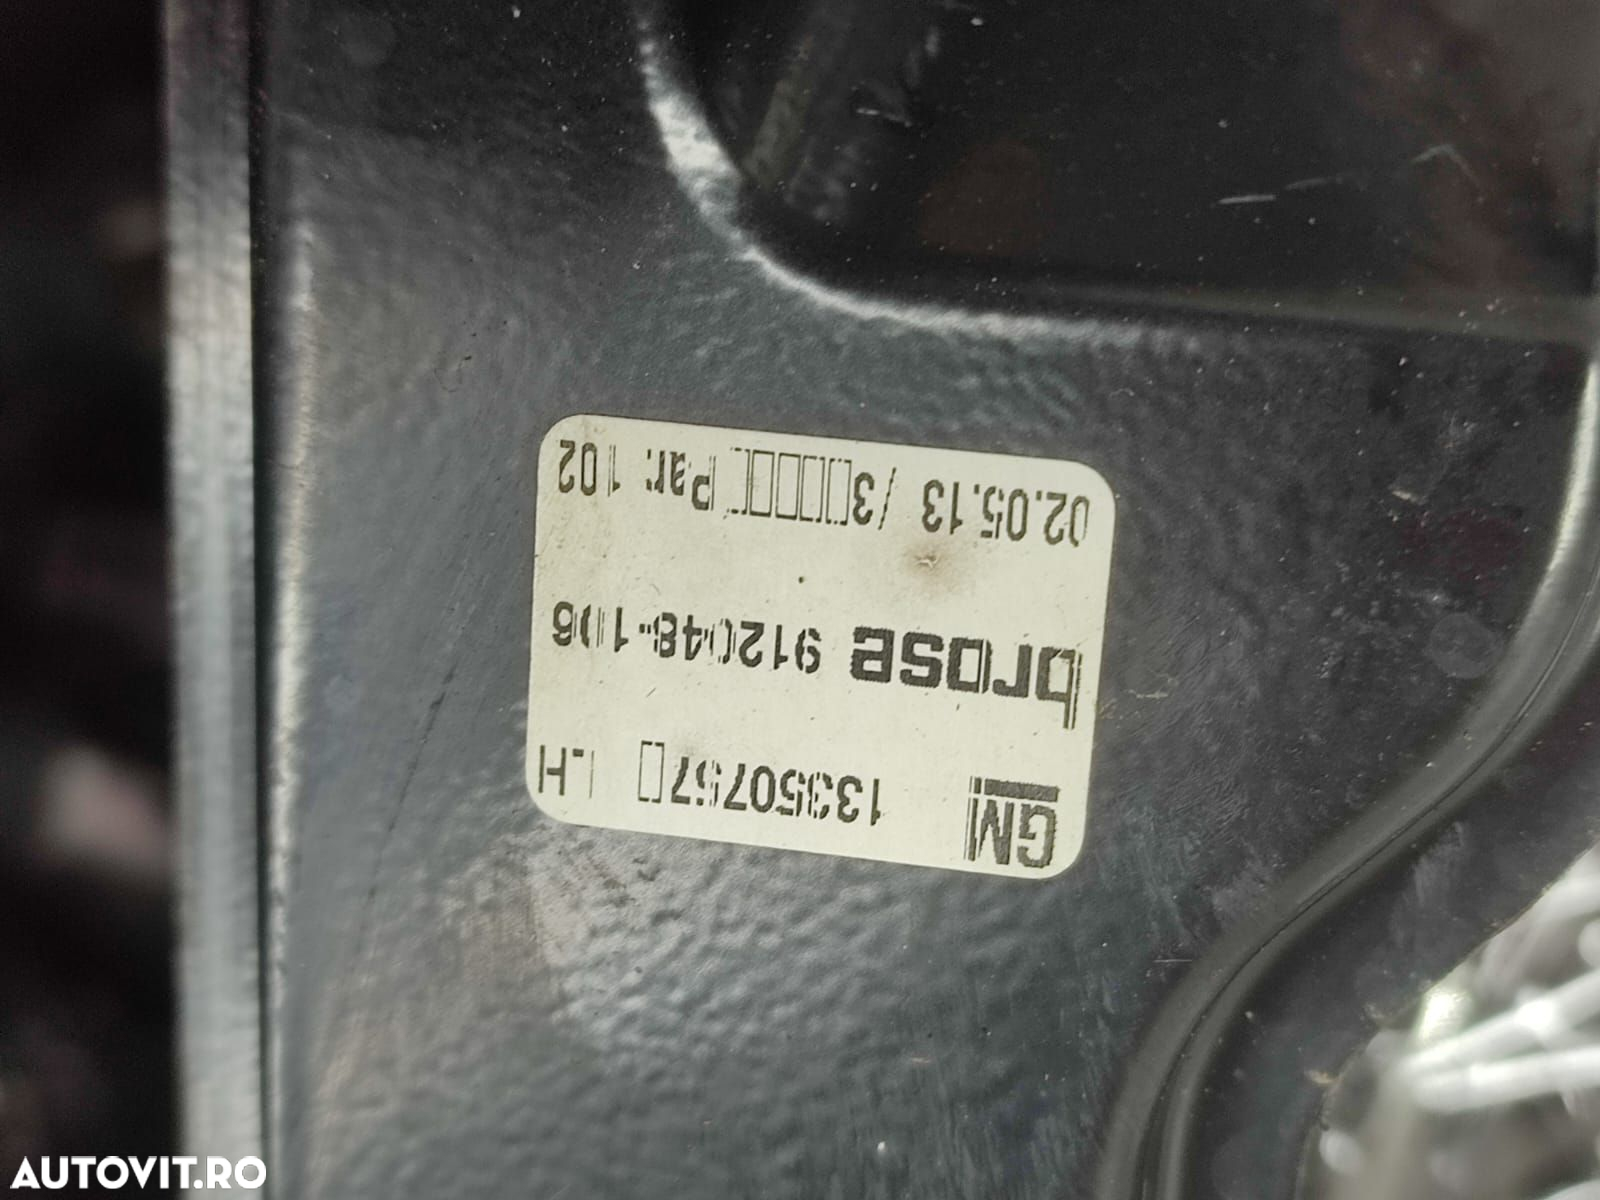 GM 13350757□ LH
brose 912048-106
02.05.13 /3□□□□□ Par. 102
AUTOVIT.RO